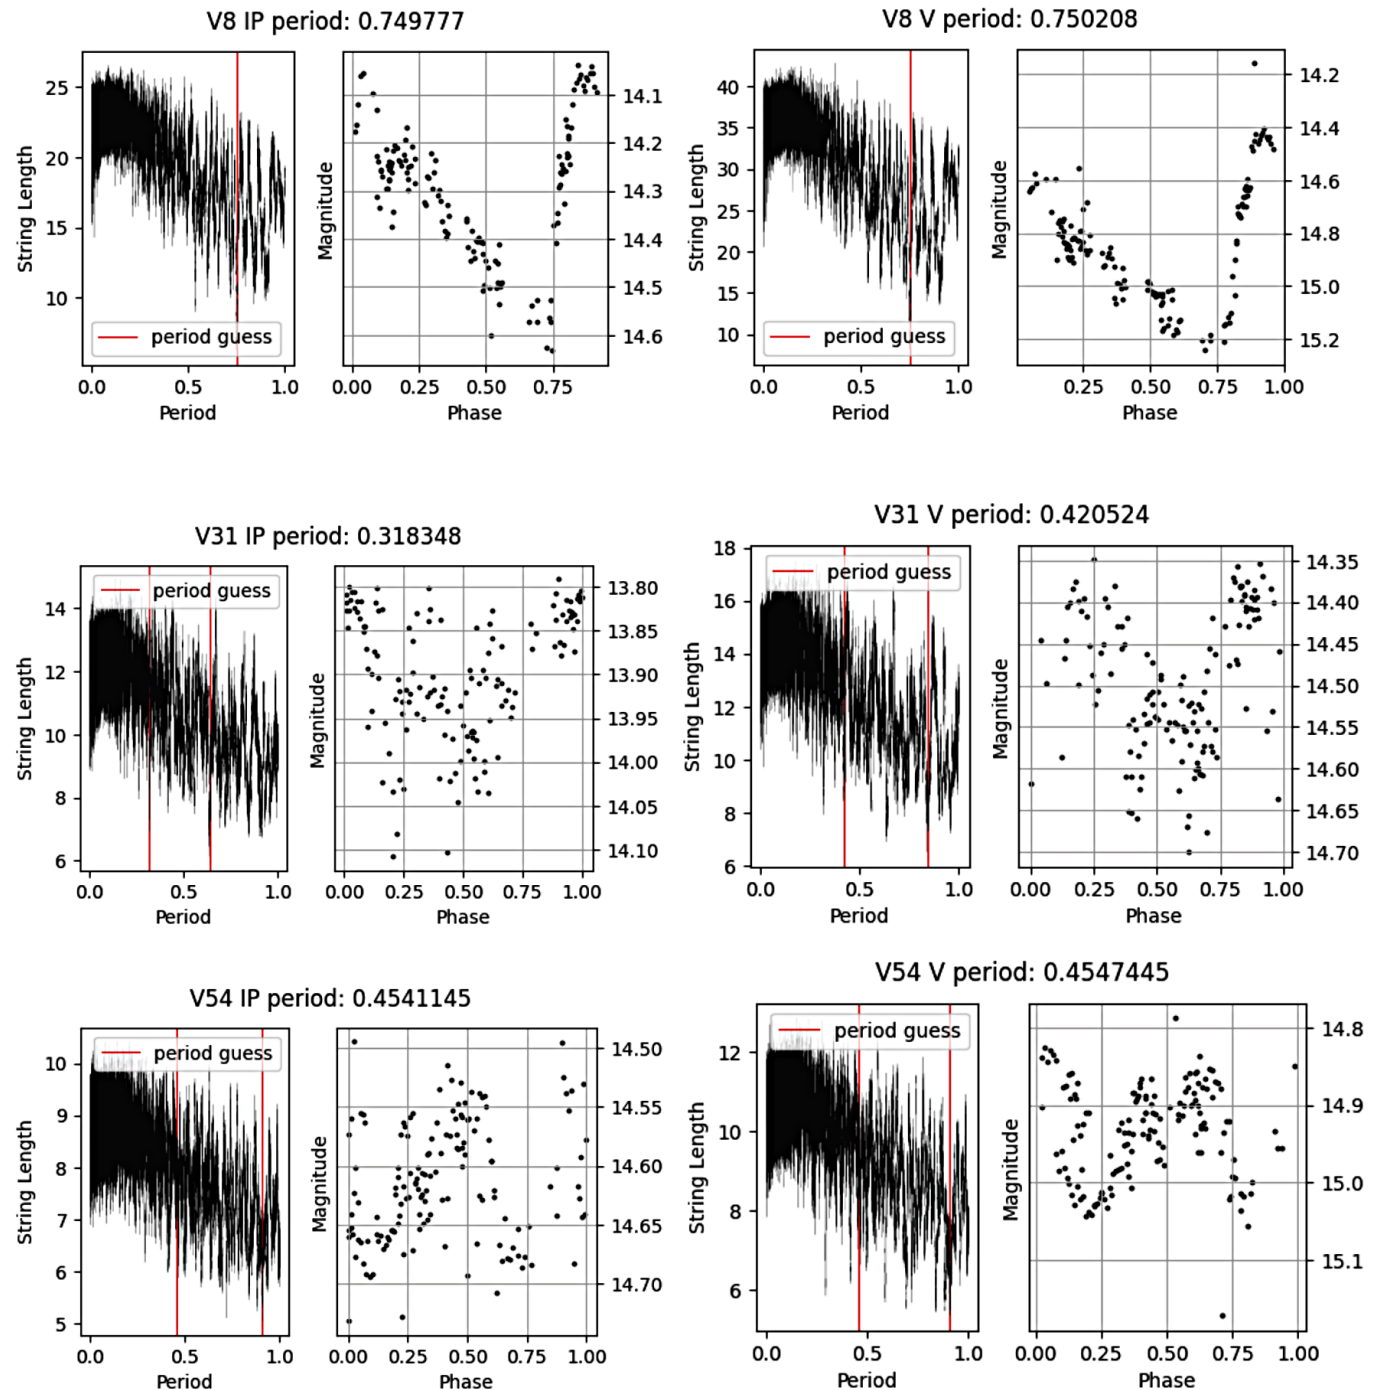 V8 IP period: 0.749777
25
20
15
10
String Length
period guess
0.0 0.5 1.0
Period
14.1
14.2
14.3
14.4
14.5
14.6
Magnitude
0.00 0.25 0.50 0.75
Phase
V8 V period: 0.750208
40
35
30
25
20
15
10
String Length
period guess
0.0 0.5 1.0
Period
14.2
14.4
14.6
14.8
15.0
15.2
Magnitude
0.25 0.50 0.75 1.00
Phase
V31 IP period: 0.318348
period guess
14
12
10
8
6
String Length
0.0 0.5 1.0
Period
13.80
13.85
13.90
13.95
14.00
14.05
14.10
Magnitude
0.00 0.25 0.50 0.75 1.00
Phase
V31 V period: 0.420524
period guess
18
16
14
12
10
8
6
String Length
0.0 0.5 1.0
Period
14.35
14.40
14.45
14.50
14.55
14.60
14.65
14.70
Magnitude
0.00 0.25 0.50 0.75 1.00
Phase
V54 IP period: 0.4541145
period guess
10
9
8
7
6
5
String Length
0.0 0.5 1.0
Period
14.50
14.55
14.60
14.65
14.70
Magnitude
0.00 0.25 0.50 0.75 1.00
Phase
V54 V period: 0.4547445
period guess
12
10
8
6
String Length
0.0 0.5 1.0
Period
14.8
14.9
15.0
15.1
Magnitude
0.00 0.25 0.50 0.75 1.00
Phase